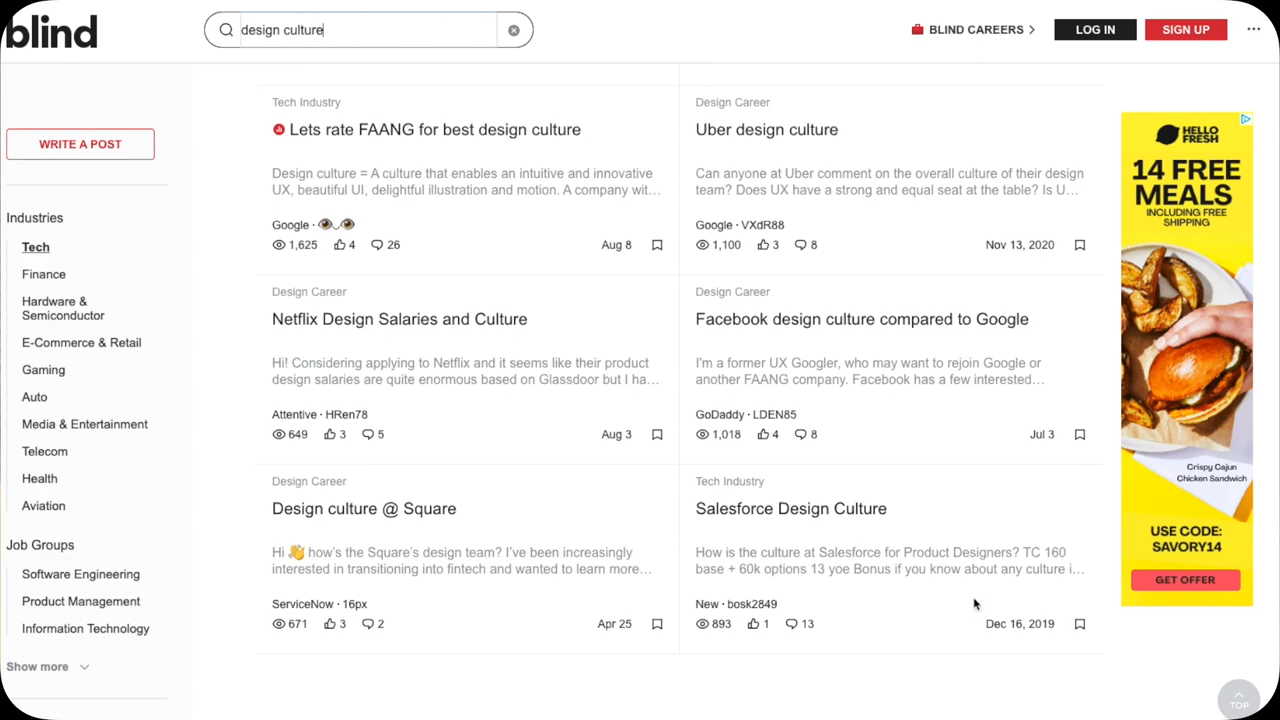 blind
design culture
BLIND CAREERS
LOG IN
SIGN UP
WRITE A POST
Industries
Tech
Finance
Hardware &
Semiconductor
E-Commerce & Retail
Gaming
Auto
Media & Entertainment
Telecom
Health
Aviation
Job Groups
Software Engineering
Product Management
Information Technology
Show more
Tech Industry
Lets rate FAANG for best design culture
Design culture = A culture that enables an intuitive and innovative
UX, beautiful UI, delightful illustration and motion. A company wit...
Google · 👁️◡👁️
1,625 4 26 Aug 8
Design Career
Uber design culture
Can anyone at Uber comment on the overall culture of their design
team? Does UX have a strong and equal seat at the table? Is U...
Google · VXdR88
1,100 3 8 Nov 13, 2020
Design Career
Netflix Design Salaries and Culture
Hi! Considering applying to Netflix and it seems like their product
design salaries are quite enormous based on Glassdoor but I ha...
Attentive · HRen78
649 3 5 Aug 3
Design Career
Facebook design culture compared to Google
I'm a former UX Googler, who may want to rejoin Google or
another FAANG company. Facebook has a few interested...
GoDaddy · LDEN85
1,018 4 8 Jul 3
Design Career
Design culture @ Square
Hi 👋 how's the Square's design team? I've been increasingly
interested in transitioning into fintech and wanted to learn more...
ServiceNow · 16px
671 3 2 Apr 25
Tech Industry
Salesforce Design Culture
How is the culture at Salesforce for Product Designers? TC 160
base + 60k options 13 yoe Bonus if you know about any culture i...
New · bosk2849
893 1 13 Dec 16, 2019
HELLO
FRESH
14 FREE
MEALS
INCLUDING FREE
SHIPPING
Crispy Cajun
Chicken Sandwich
USE CODE:
SAVORY14
GET OFFER
TOP